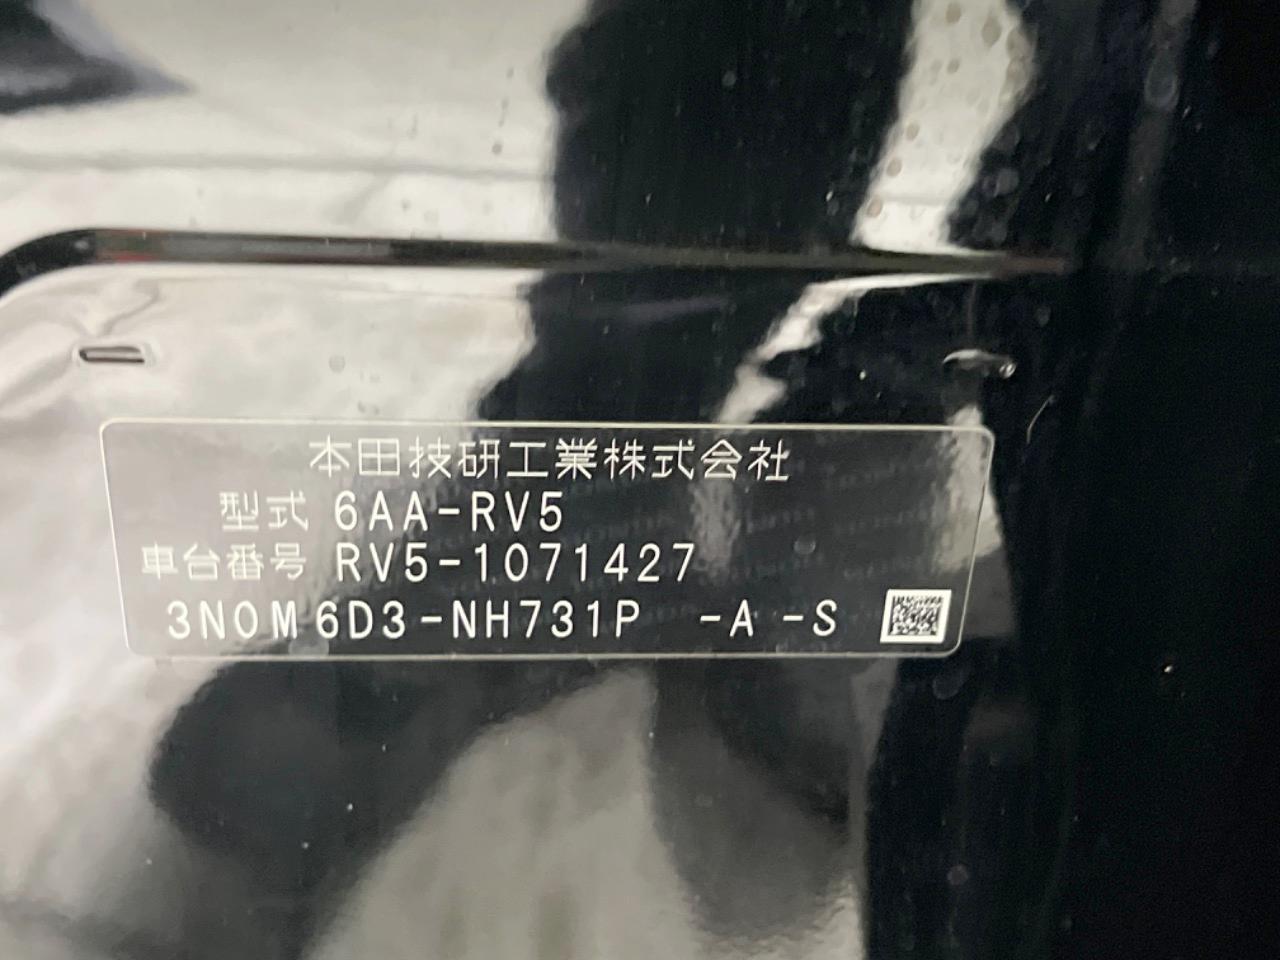 本田技研工業株式会社
型式 6AA-RV5
車台番号 RV5-1071427
3N0M6D3-NH731P -A -S